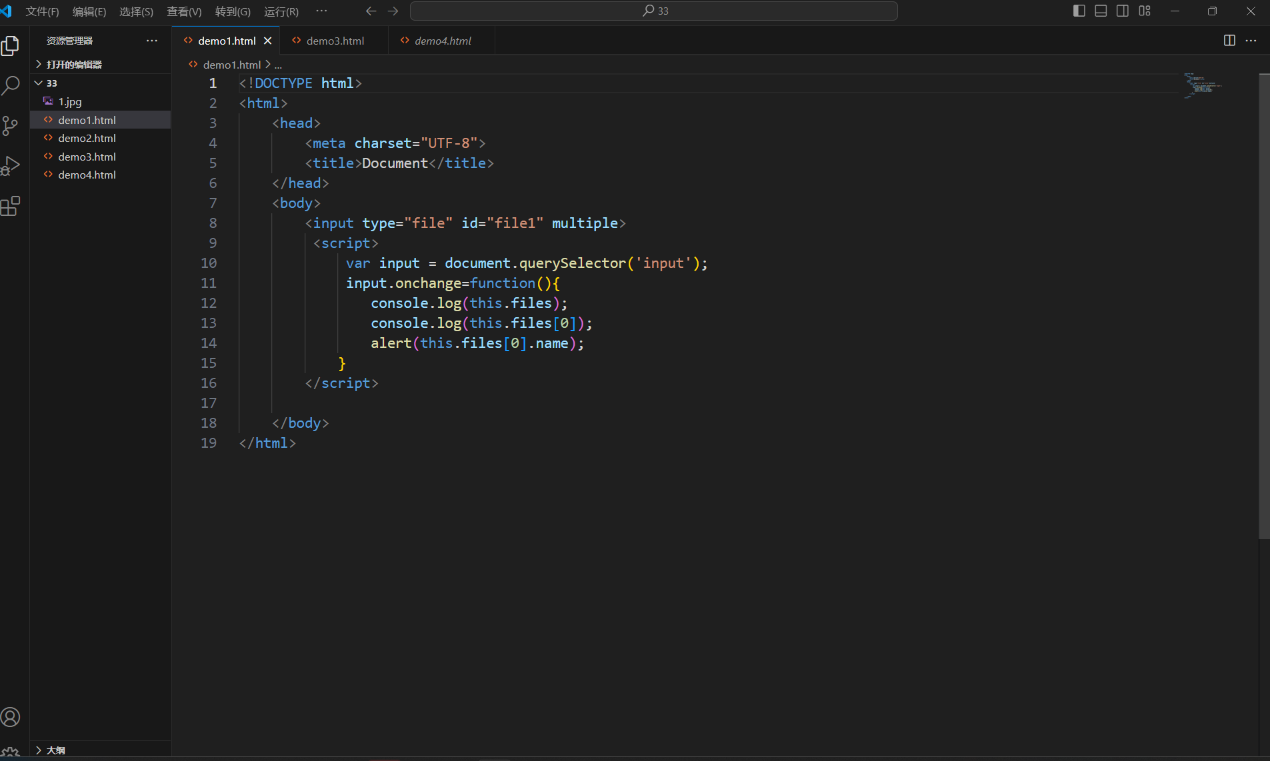 文件(F) 编辑(E) 选择(S) 查看(V) 转到(G) 运行(R) ··· 33
资源管理器 ···
打开的编辑器
33
1.jpg
demo1.html
demo2.html
demo3.html
demo4.html
大纲
demo1.html demo3.html demo4.html
demo1.html > ...
1 <!DOCTYPE html>
2 <html>
3 <head>
4 <meta charset="UTF-8">
5 <title>Document</title>
6 </head>
7 <body>
8 <input type="file" id="file1" multiple>
9 <script>
10 var input = document.querySelector('input');
11 input.onchange=function(){
12 console.log(this.files);
13 console.log(this.files[0]);
14 alert(this.files[0].name);
15 }
16 </script>
17
18 </body>
19 </html>